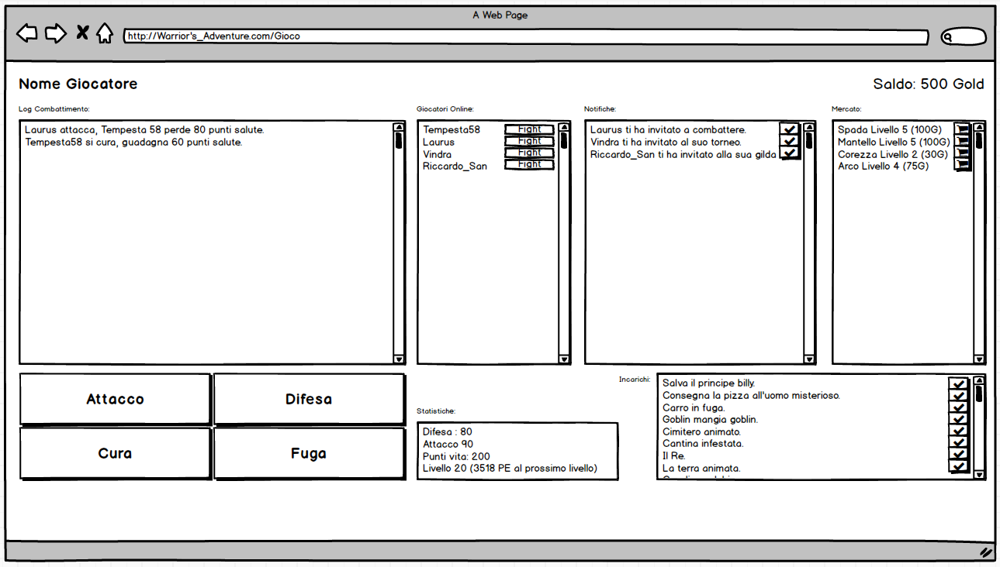 A Web Page
http://Warrior's_Adventure.com/Gioco
Nome Giocatore
Saldo: 500 Gold
Log Combattimento:
Laurus attacca, Tempesta 58 perde 80 punti salute.
Tempesta58 si cura, guadagna 60 punti salute.
Giocatori Online:
Tempesta58 Fight
Laurus Fight
Vindra Fight
Riccardo_San Fight
Notifiche:
Laurus ti ha invitato a combattere.
Vindra ti ha invitato al suo torneo.
Riccardo_San ti ha invitato alla sua gilda
Mercato:
Spada Livello 5 (100G)
Mantello Livello 5 (100G)
Corezza Livello 2 (30G)
Arco Livello 4 (75G)
Attacco
Difesa
Cura
Fuga
Statistiche:
Difesa : 80
Attacco 90
Punti vita: 200
Livello 20 (3518 PE al prossimo livello)
Incarichi:
Salva il principe billy.
Consegna la pizza all'uomo misterioso.
Carro in fuga.
Goblin mangia goblin.
Cimitero animato.
Cantina infestata.
Il Re.
La terra animata.